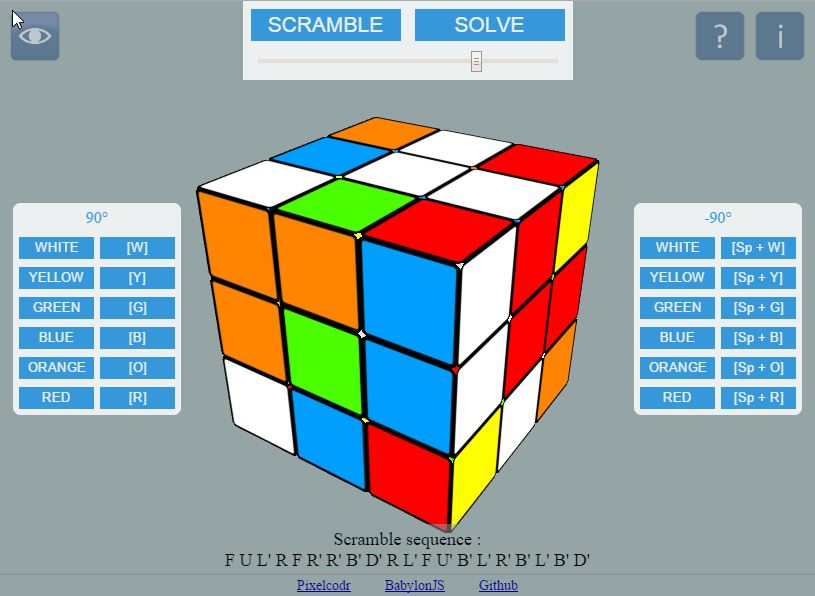 SCRAMBLE SOLVE
? i
90°
WHITE [W]
YELLOW [Y]
GREEN [G]
BLUE [B]
ORANGE [O]
RED [R]
-90°
WHITE [Sp + W]
YELLOW [Sp + Y]
GREEN [Sp + G]
BLUE [Sp + B]
ORANGE [Sp + O]
RED [Sp + R]
Scramble sequence :
F U L' R F R' R' B' D' R L' F U' B' L' R' B' L' B' D'
Pixelcodr BabylonJS Github